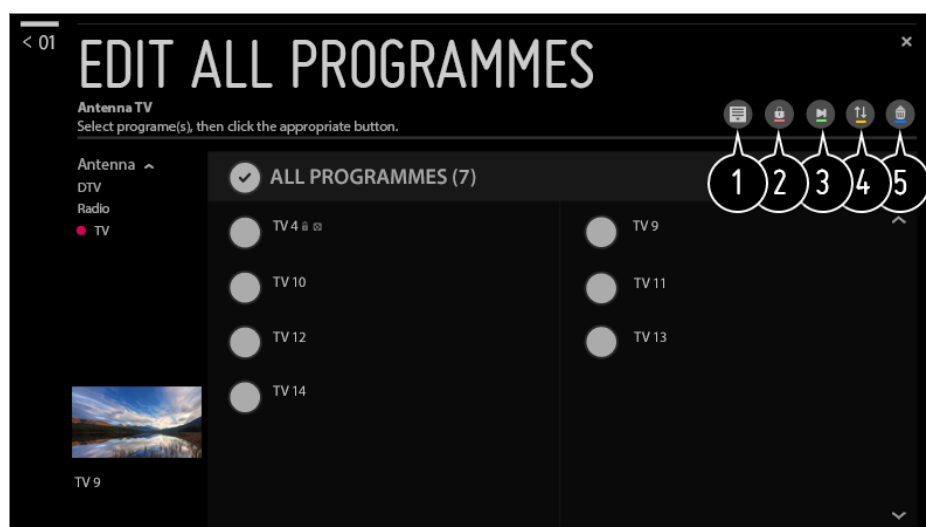 < 01
EDIT ALL PROGRAMMES
Antenna TV
Select programe(s), then click the appropriate button.
1 2 3 4 5
Antenna
DTV
Radio
TV
ALL PROGRAMMES (7)
TV 4
TV 9
TV 10
TV 11
TV 12
TV 13
TV 14
TV 9